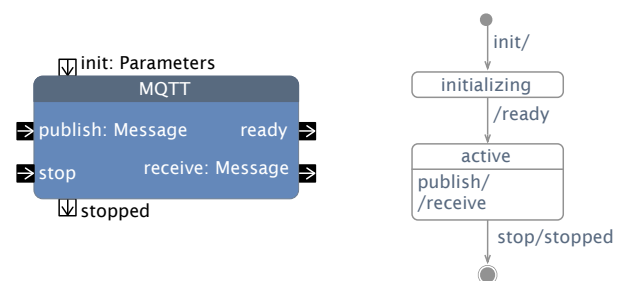 init: Parameters
MQTT
publish: Message ready
stop receive: Message
stopped
init/
initializing
/ready
active
publish/
/receive
stop/stopped